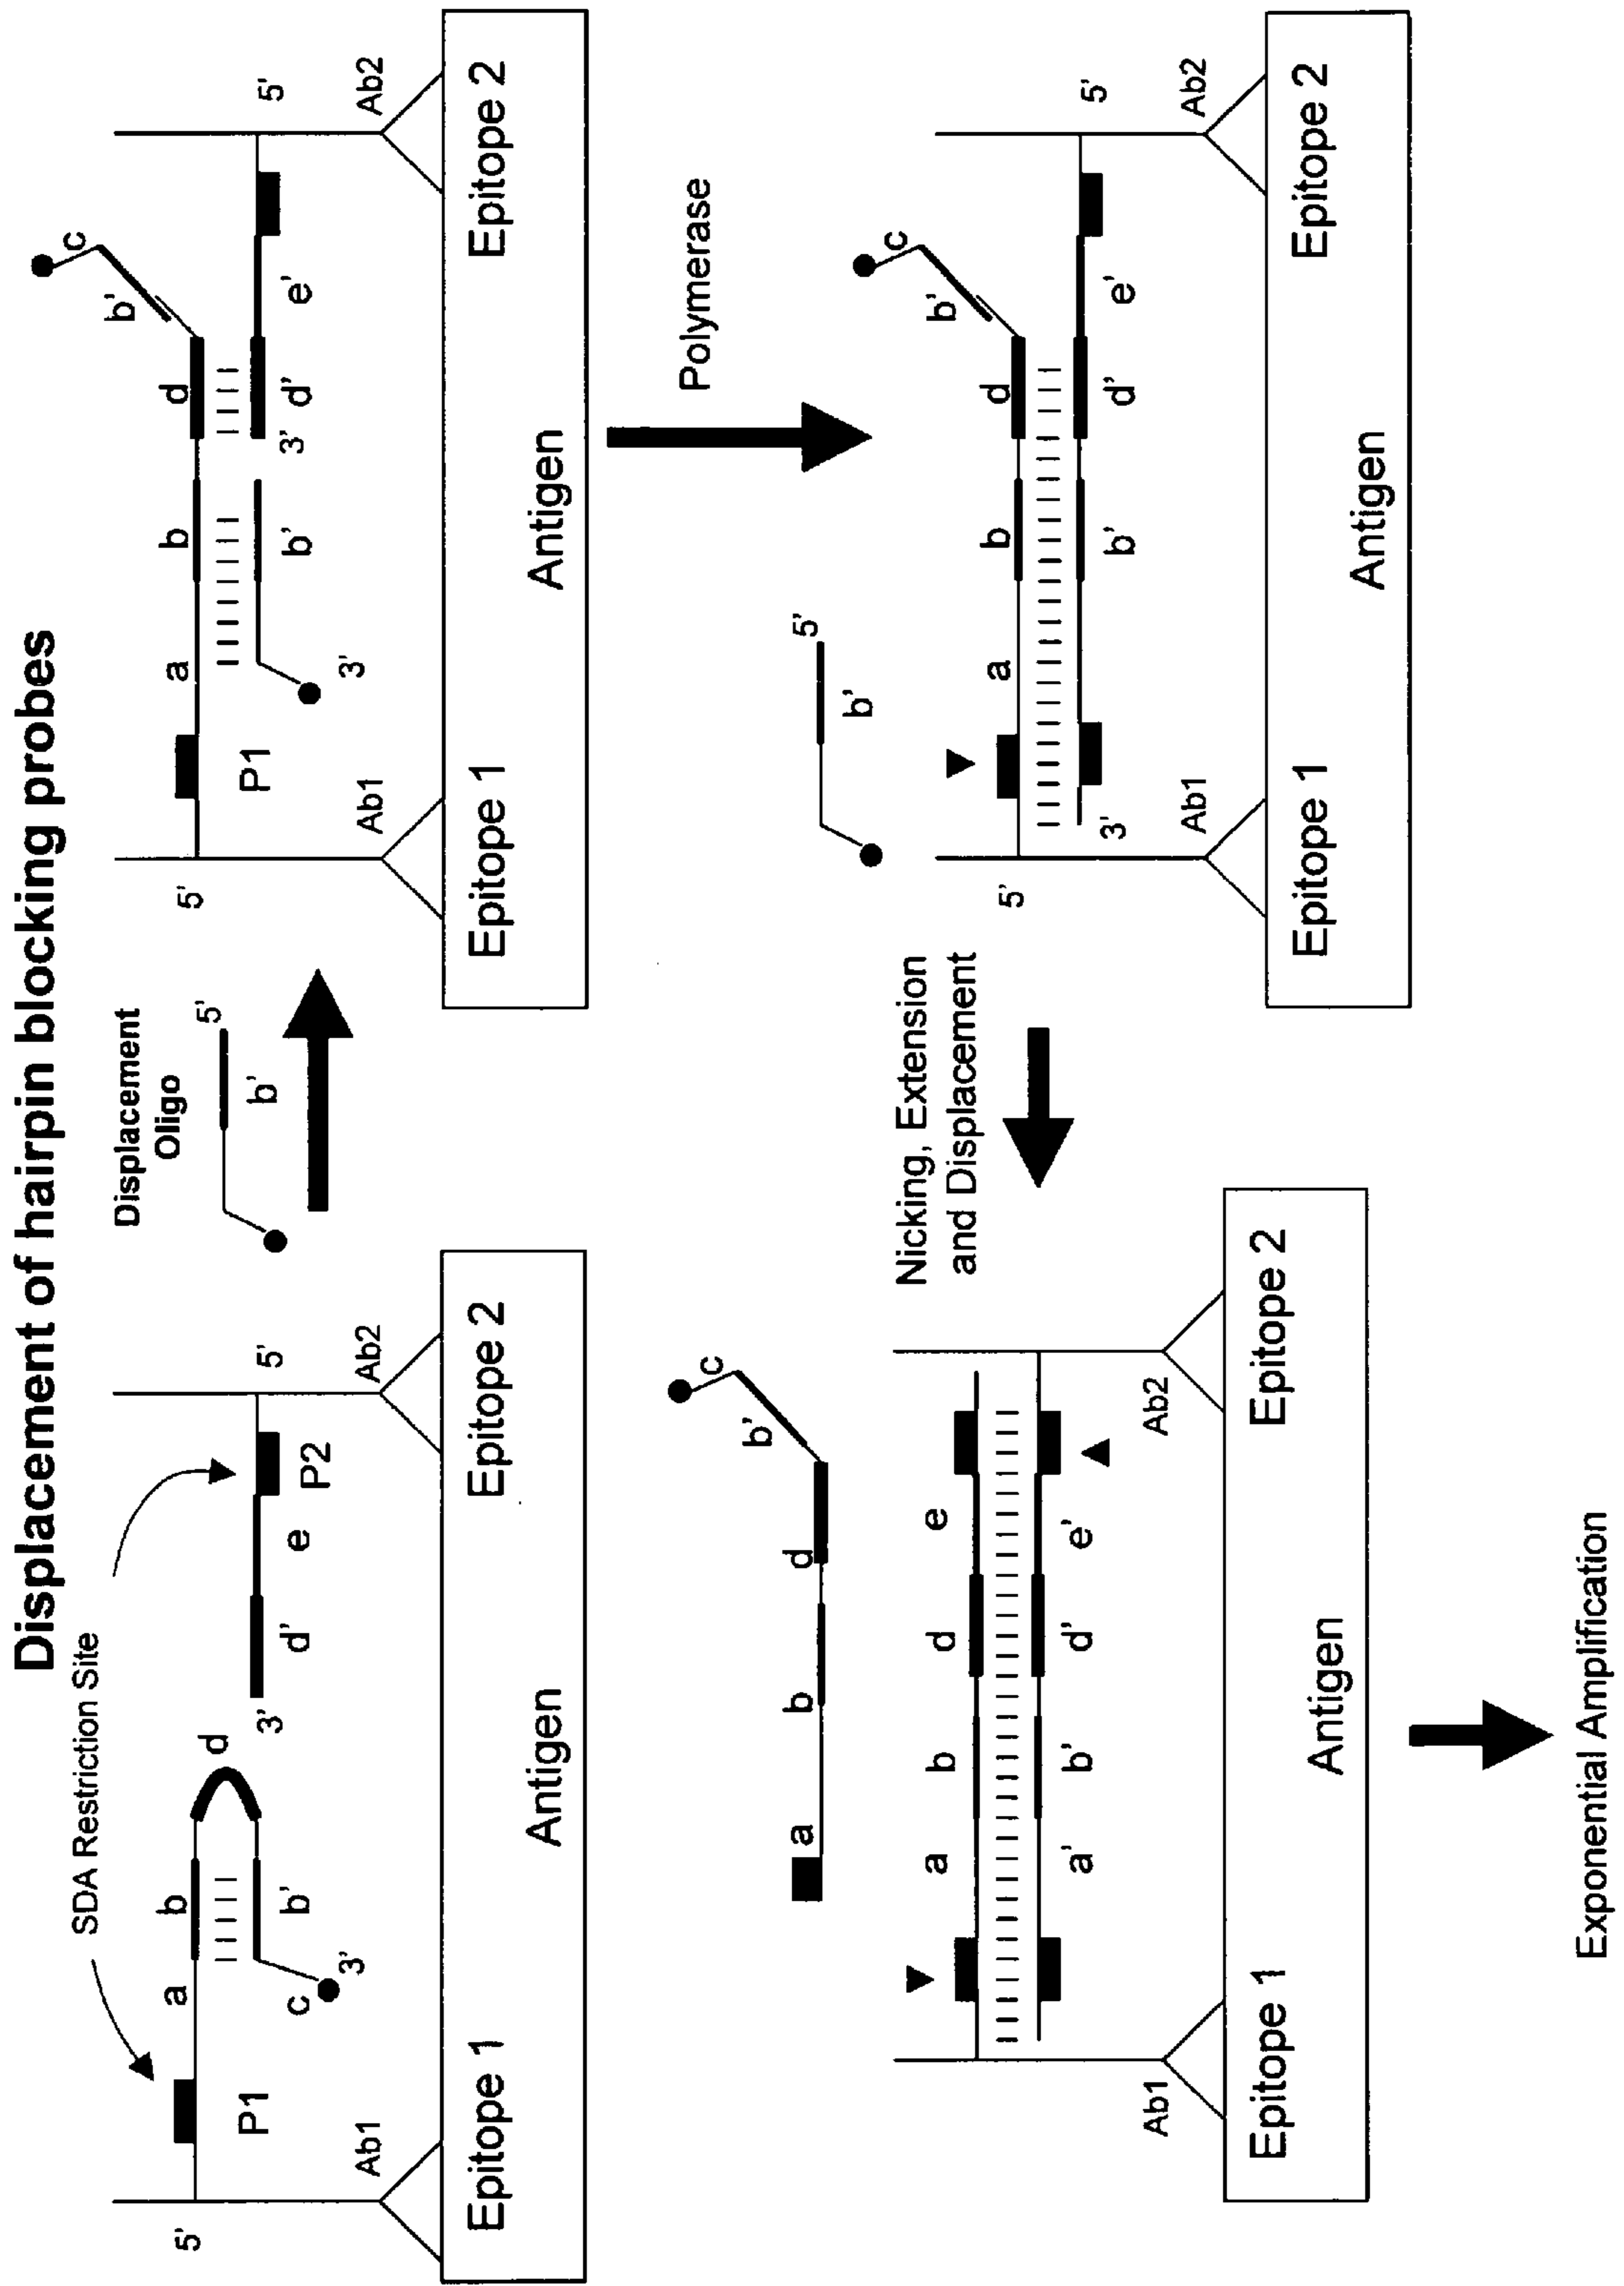 Displacement of hairpin blocking probes
SDA Restriction Site
5'
P1
a
b
b'
c
3'
d
3'
d'
e
P2
5'
Ab1
Ab2
Epitope 1
Epitope 2
Antigen
Displacement
Oligo
b'
5'
5'
P1
a
b
d
b'
c
b'
3'
3'
d'
e'
5'
Ab1
Ab2
Epitope 1
Epitope 2
Antigen
Polymerase
b'
5'
5'
a
b
d
b'
c
3'
b'
d'
e'
5'
Ab1
Ab2
Epitope 1
Epitope 2
Antigen
Nicking, Extension
and Displacement
a
b
d
b'
c
a
b
d
e
a'
b'
d'
e'
Ab1
Ab2
Epitope 1
Epitope 2
Antigen
Exponential Amplification